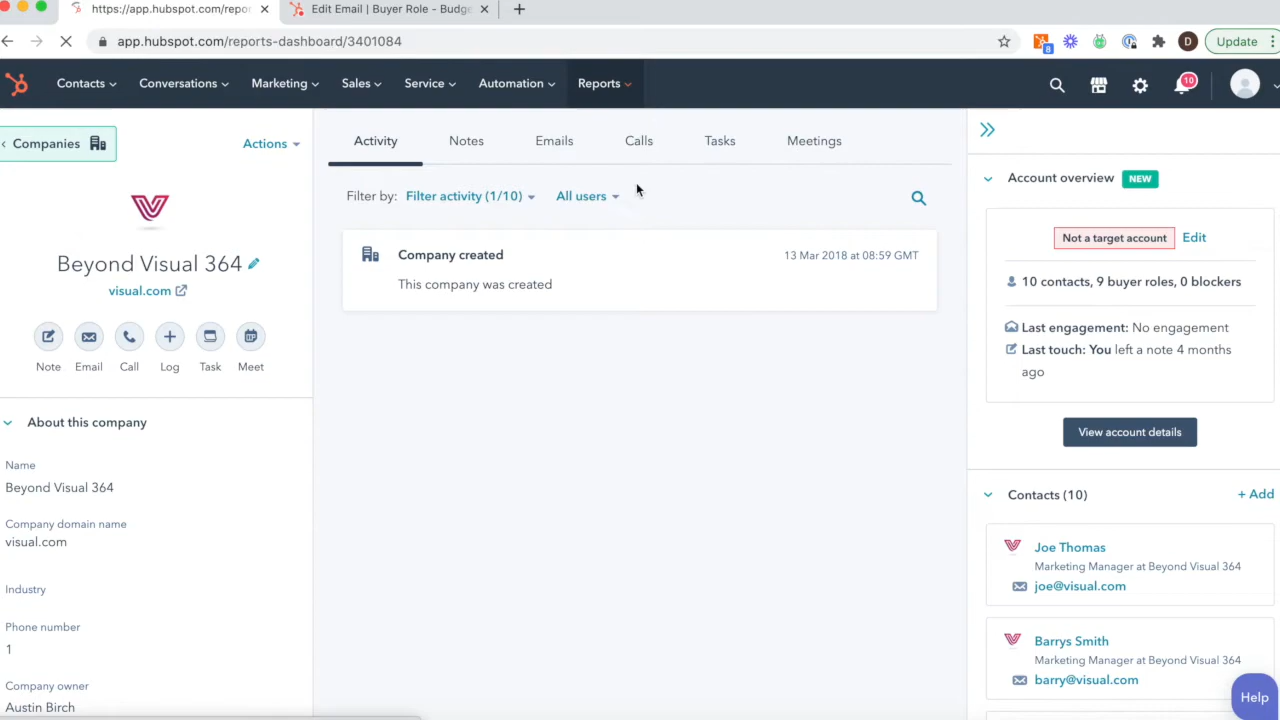 https://app.hubspot.com/repor
Edit Email | Buyer Role - Budge
app.hubspot.com/reports-dashboard/3401084
8
D
Update
Contacts
Conversations
Marketing
Sales
Service
Automation
Reports
10
Companies
Actions
Beyond Visual 364
visual.com
Note
Email
Call
Log
Task
Meet
About this company
Name
Beyond Visual 364
Company domain name
visual.com
Industry
Phone number
1
Company owner
Austin Birch
Activity
Notes
Emails
Calls
Tasks
Meetings
Filter by: Filter activity (1/10) All users
Company created
13 Mar 2018 at 08:59 GMT
This company was created
Account overview NEW
Not a target account Edit
10 contacts, 9 buyer roles, 0 blockers
Last engagement: No engagement
Last touch: You left a note 4 months
ago
View account details
Contacts (10)
+ Add
Joe Thomas
Marketing Manager at Beyond Visual 364
joe@visual.com
Barrys Smith
Marketing Manager at Beyond Visual 364
barry@visual.com
Help